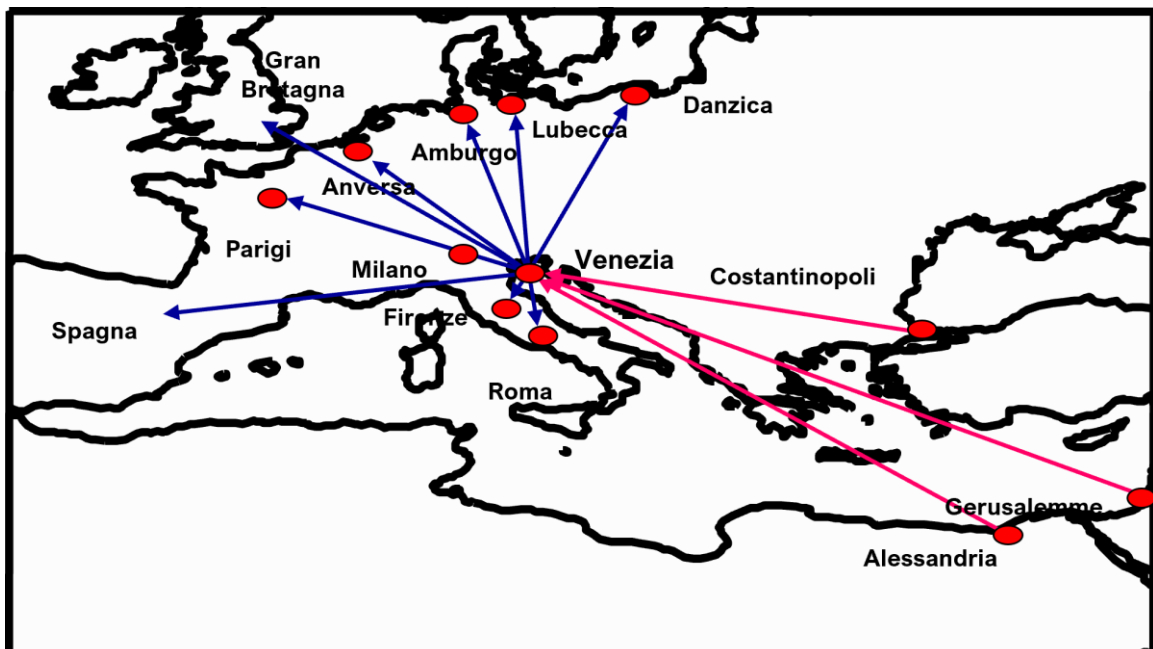 Gran
Bretagna
Danzica
Lubecca
Amburgo
Anversa
Parigi
Milano
Venezia
Costantinopoli
Spagna
Firenze
Roma
Gerusalemme
Alessandria